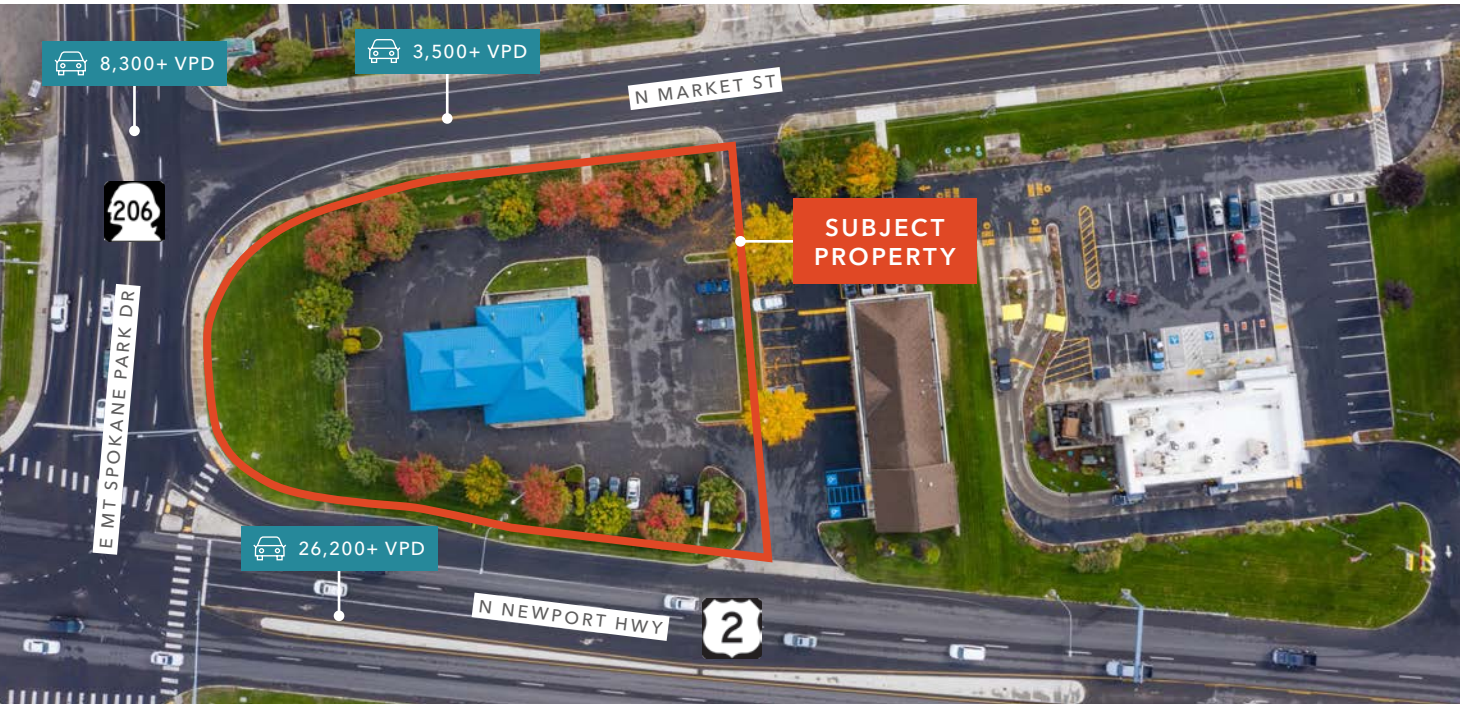 8,300+ VPD
3,500+ VPD
N MARKET ST
206
SUBJECT
PROPERTY
E MT SPOKANE PARK DR
26,200+ VPD
N NEWPORT HWY
2